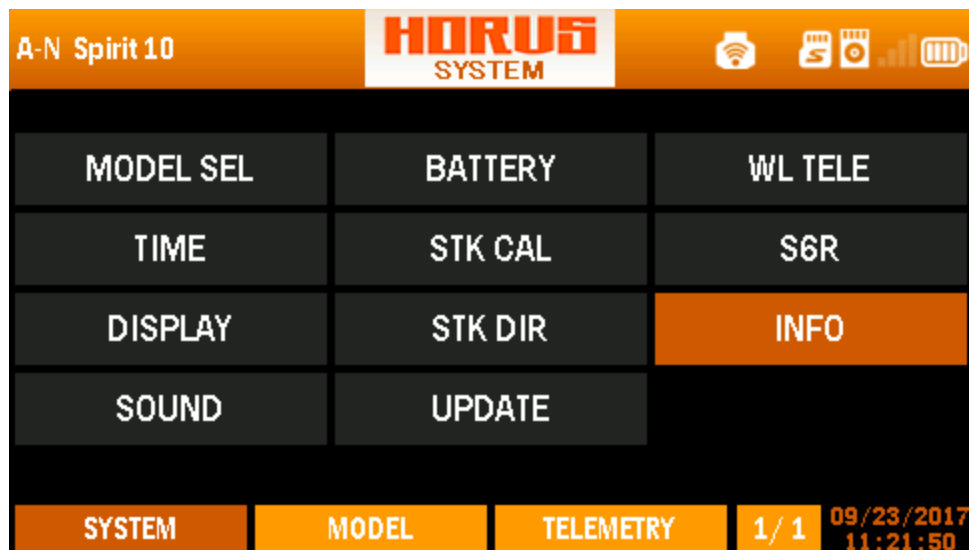 A-N Spirit 10
HORUS
SYSTEM
S
MODEL SEL BATTERY WL TELE
TIME STK CAL S6R
DISPLAY STK DIR INFO
SOUND UPDATE
SYSTEM MODEL TELEMETRY 1/1 09/23/2017
11:21:50